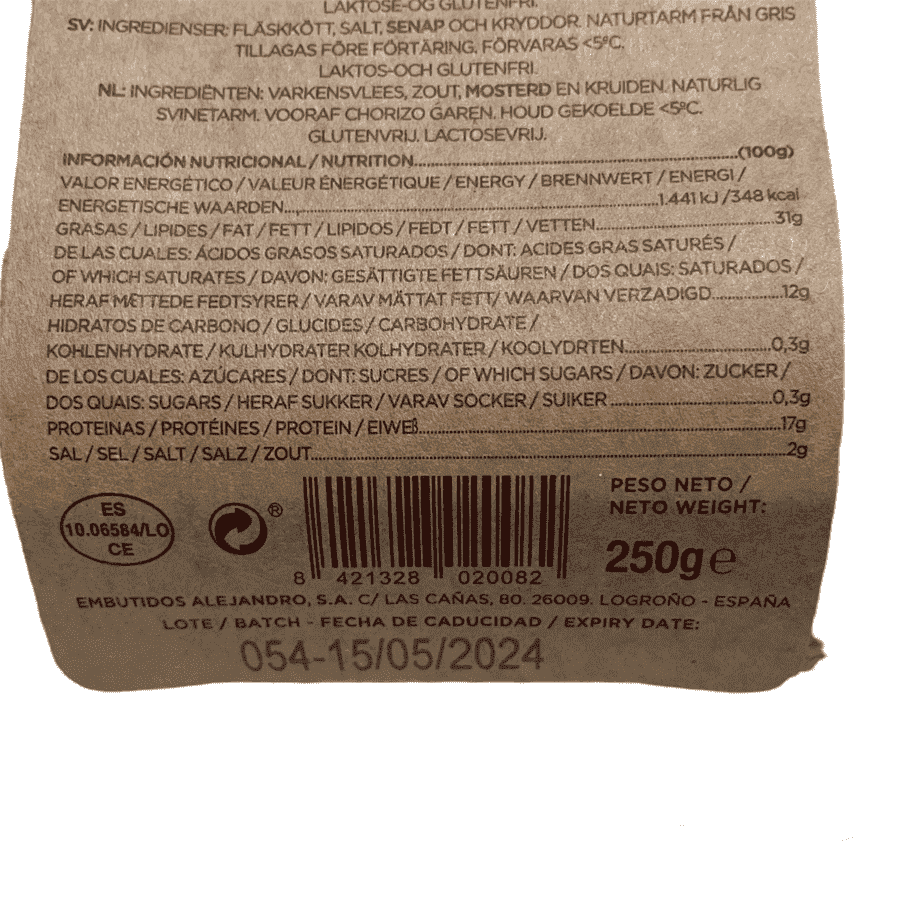 LAKTOSE-OG GLUTENFRI.
SV: INGREDIENSER: FLÄSKKÖTT, SALT, SENAP OCH KRYDDOR. NATURTARM FRÅN GRIS
TILLAGAS FÖRE FÖRTÄRING. FÖRVARAS <5ºC.
LAKTOS-OCH GLUTENFRI.
NL: INGREDIËNTEN: VARKENSVLEES, ZOUT, MOSTERD EN KRUIDEN. NATURLIG
SVINETARM. VOORAF CHORIZO GAREN. HOUD GEKOELDE <5ºC.
GLUTENVRIJ. LACTOSEVRIJ.
INFORMACIÓN NUTRICIONAL / NUTRITION...(100g)
VALOR ENERGÉTICO / VALEUR ÉNERGÉTIQUE / ENERGY / BRENNWERT / ENERGI /
ENERGETISCHE WAARDEN...1.441 kJ /348 kcal
GRASAS / LIPIDES / FAT / FETT / LIPIDOS / FEDT / FETT / VETTEN...31g
DE LAS CUALES: ÁCIDOS GRASOS SATURADOS / DONT: ACIDES GRAS SATURÉS /
OF WHICH SATURATES / DAVON: GESÄTTIGTE FETTSÄUREN / DOS QUAIS: SATURADOS /
HERAF METTEDE FEDTSYRER / VARAV MÄTTAT FETT/ WAARVAN VERZADIGD...12g
HIDRATOS DE CARBONO / GLUCIDES / CARBOHYDRATE /
KOHLENHYDRATE / KULHYDRATER KOLHYDRATER / KOOLYDRTEN...0,3g
DE LOS CUALES: AZÚCARES / DONT: SUCRES / OF WHICH SUGARS / DAVON: ZUCKER /
DOS QUAIS: SUGARS / HERAF SUKKER / VARAV SOCKER / SUIKER...0,3g
PROTEINAS / PROTÉINES / PROTEIN / EIWEß...17g
SAL / SEL / SALT / SALZ / ZOUT...2g
ES
10.06584/LO
CE
®
8 421328 020082
PESO NETO /
NETO WEIGHT:
250g e
EMBUTIDOS ALEJANDRO, S.A. C/ LAS CAÑAS, 80. 26009. LOGROÑO - ESPAÑA
LOTE / BATCH - FECHA DE CADUCIDAD / EXPIRY DATE:
054-15/05/2024